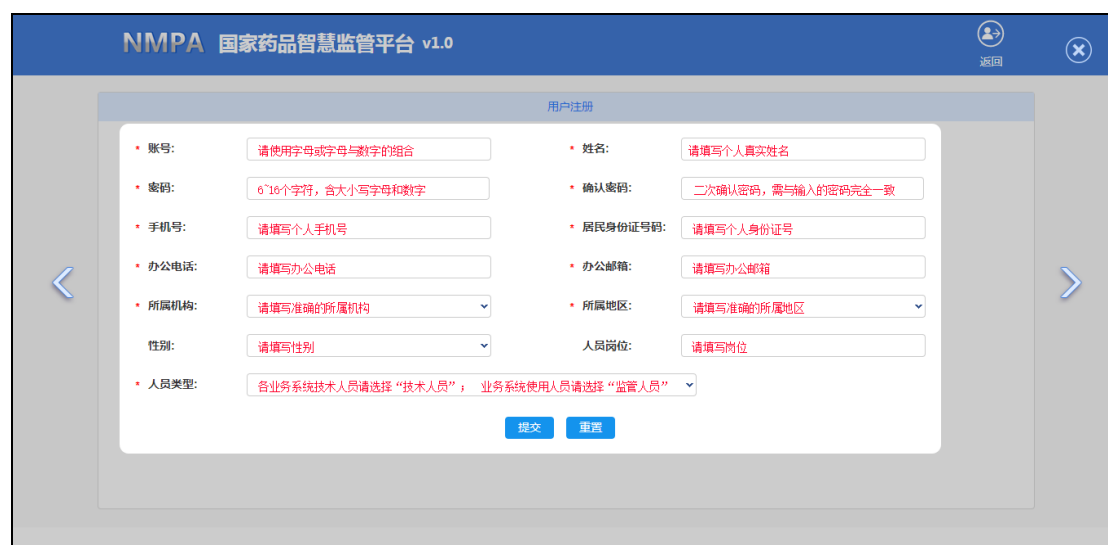 NMPA 国家药品智慧监管平台 v1.0
返回
用户注册
* 账号: 请使用字母或字母与数字的组合 * 姓名: 请填写个人真实姓名
* 密码: 6~16个字符，含大小写字母和数字 * 确认密码: 二次确认密码，需与输入的密码完全一致
* 手机号: 请填写个人手机号 * 居民身份证号码: 请填写个人身份证号
* 办公电话: 请填写办公电话 * 办公邮箱: 请填写办公邮箱
* 所属机构: 请填写准确的所属机构 * 所属地区: 请填写准确的所属地区
性别: 请填写性别 人员岗位: 请填写岗位
* 人员类型: 各业务系统技术人员请选择“技术人员”； 业务系统使用人员请选择“监管人员”
提交 重置